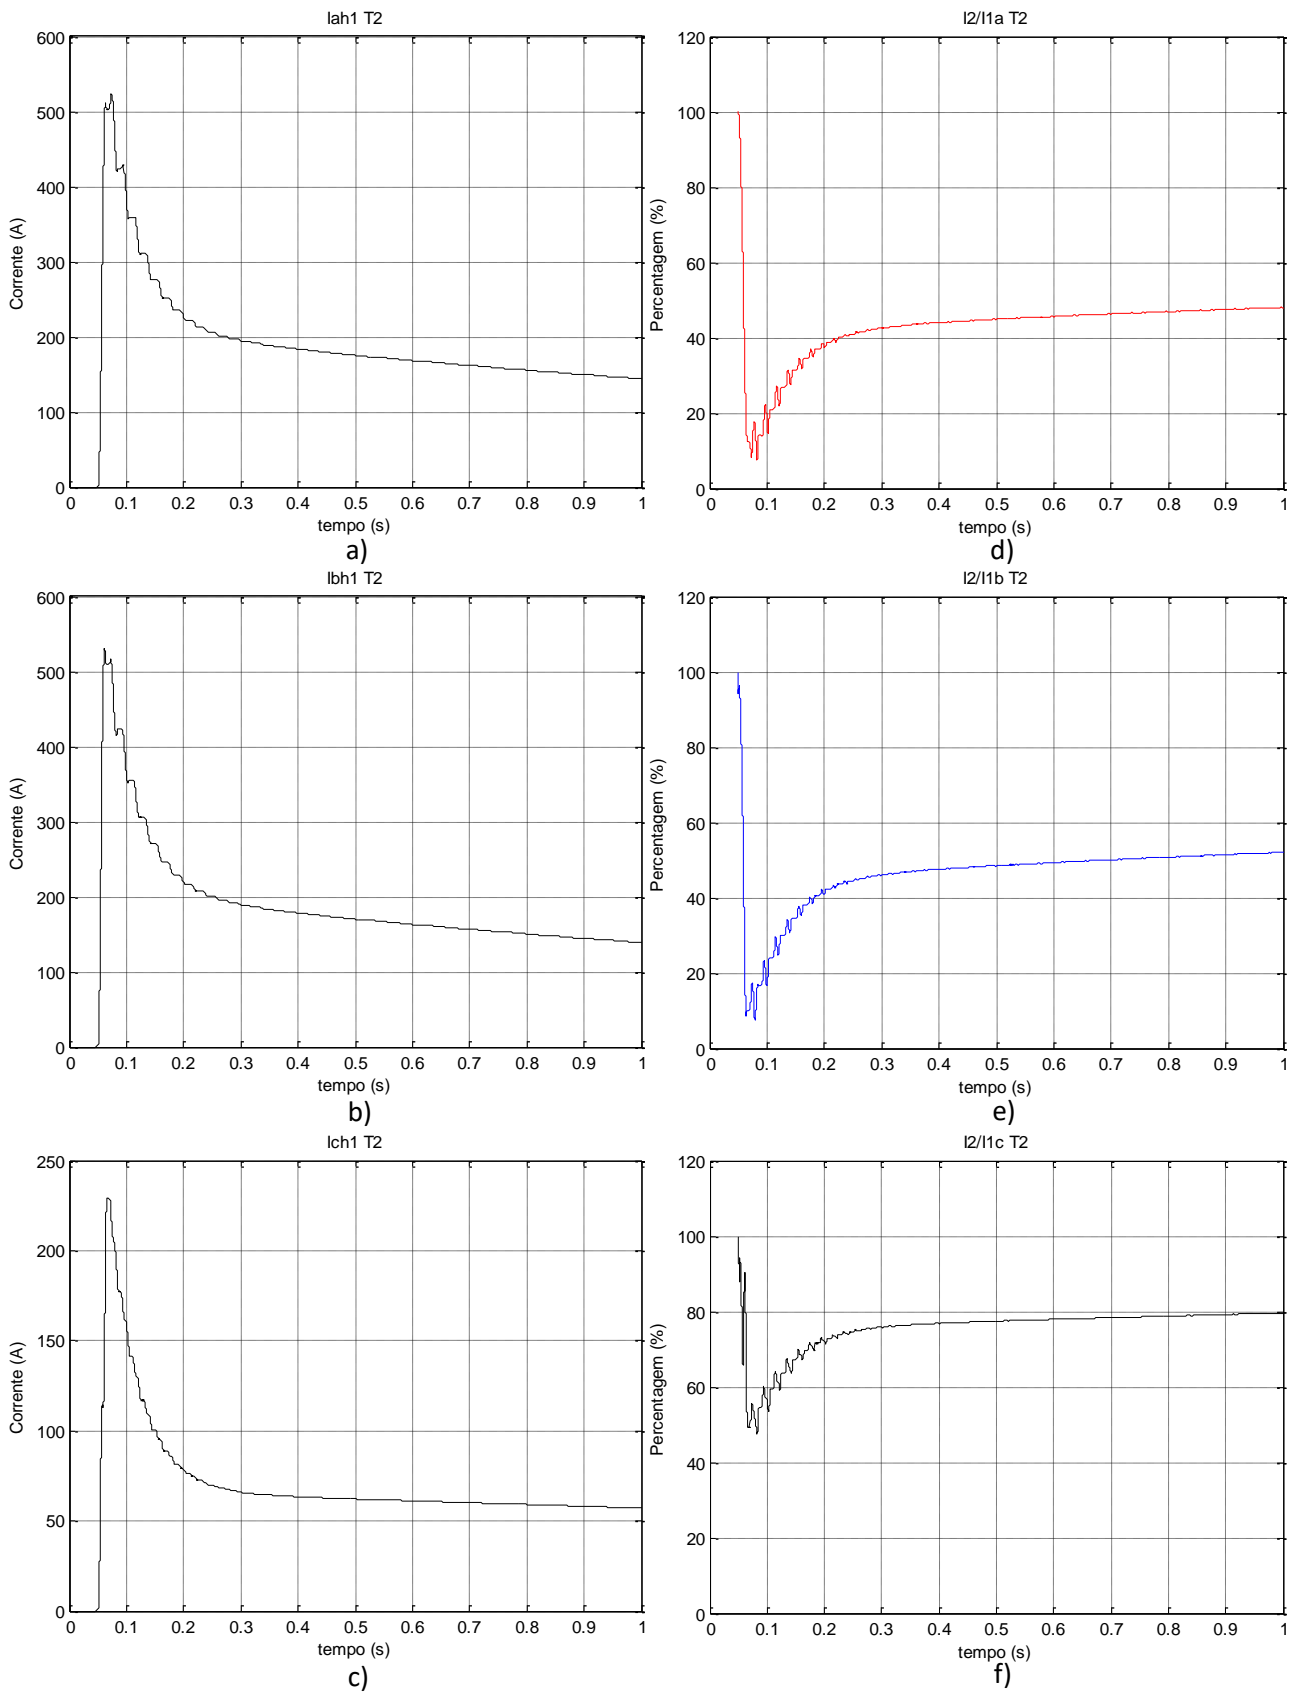 Iah1 T2
600
500
400
300
200
100
0
Corrente (A)
0 0.1 0.2 0.3 0.4 0.5 0.6 0.7 0.8 0.9 1
tempo (s)
a)
I2/I1a T2
120
100
80
60
40
20
0
Percentagem (%)
0 0.1 0.2 0.3 0.4 0.5 0.6 0.7 0.8 0.9 1
tempo (s)
d)
Ibh1 T2
600
500
400
300
200
100
0
Corrente (A)
0 0.1 0.2 0.3 0.4 0.5 0.6 0.7 0.8 0.9 1
tempo (s)
b)
I2/I1b T2
120
100
80
60
40
20
0
Percentagem (%)
0 0.1 0.2 0.3 0.4 0.5 0.6 0.7 0.8 0.9 1
tempo (s)
e)
Ich1 T2
250
200
150
100
50
0
Corrente (A)
0 0.1 0.2 0.3 0.4 0.5 0.6 0.7 0.8 0.9 1
tempo (s)
c)
I2/I1c T2
120
100
80
60
40
20
0
Percentagem (%)
0 0.1 0.2 0.3 0.4 0.5 0.6 0.7 0.8 0.9 1
tempo (s)
f)